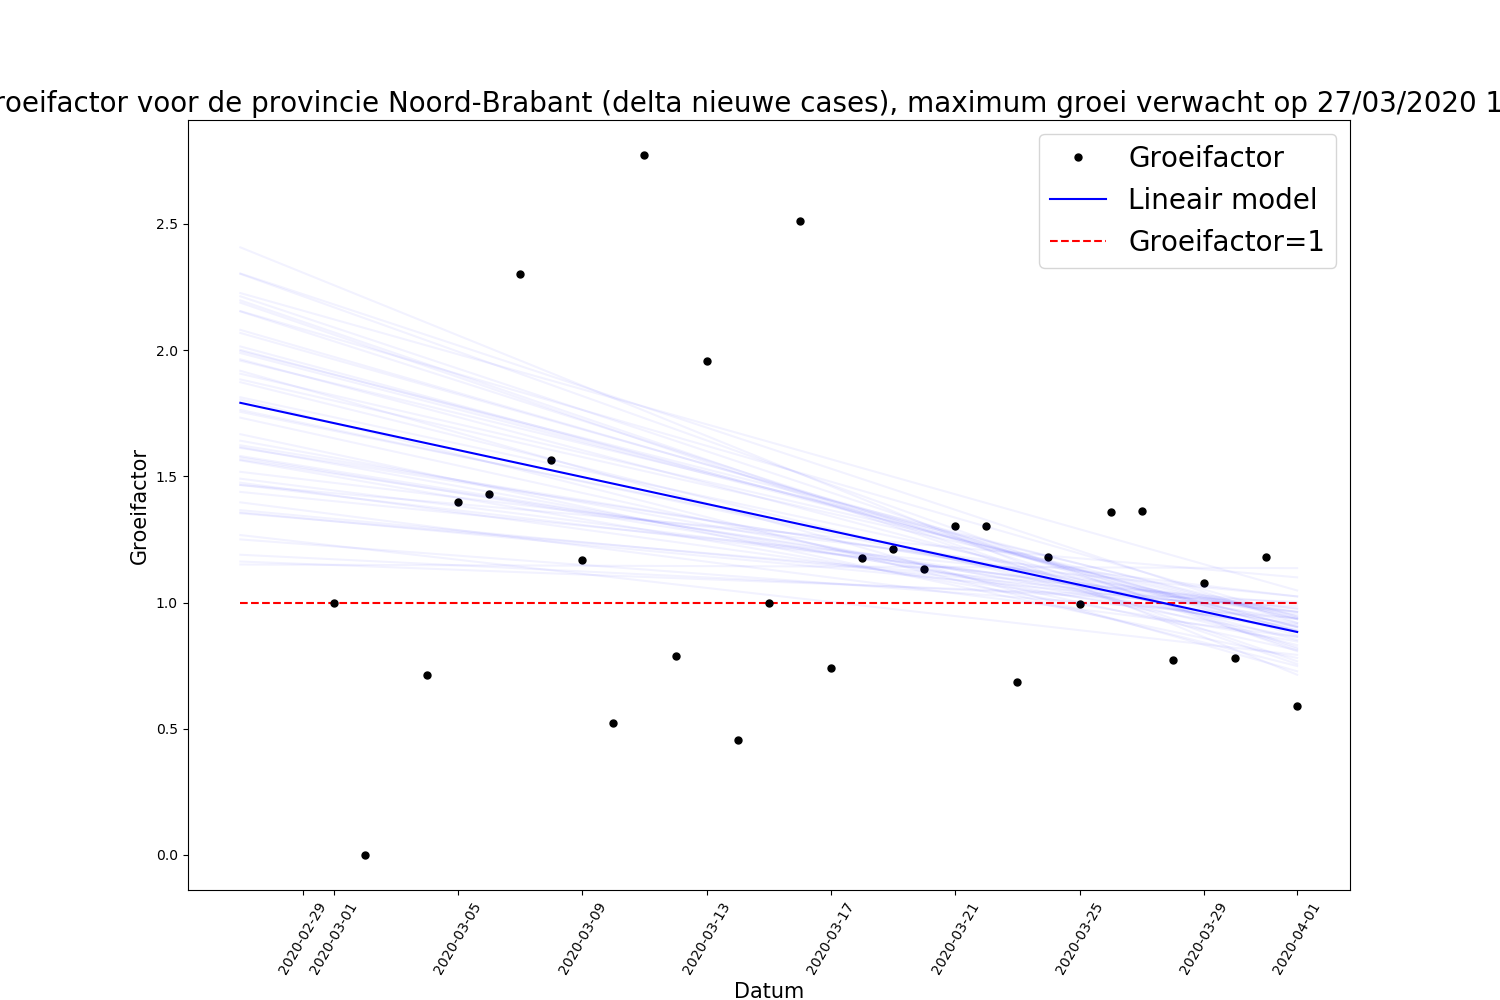 roeifactor voor de provincie Noord-Brabant (delta nieuwe cases), maximum groei verwacht op 27/03/2020 1
Groeifactor
Lineair model
Groeifactor=1
Groeifactor
2.5
2.0
1.5
1.0
0.5
0.0
2020-02-29
2020-03-01
2020-03-05
2020-03-09
2020-03-13
2020-03-17
2020-03-21
2020-03-25
2020-03-29
2020-04-01
Datum